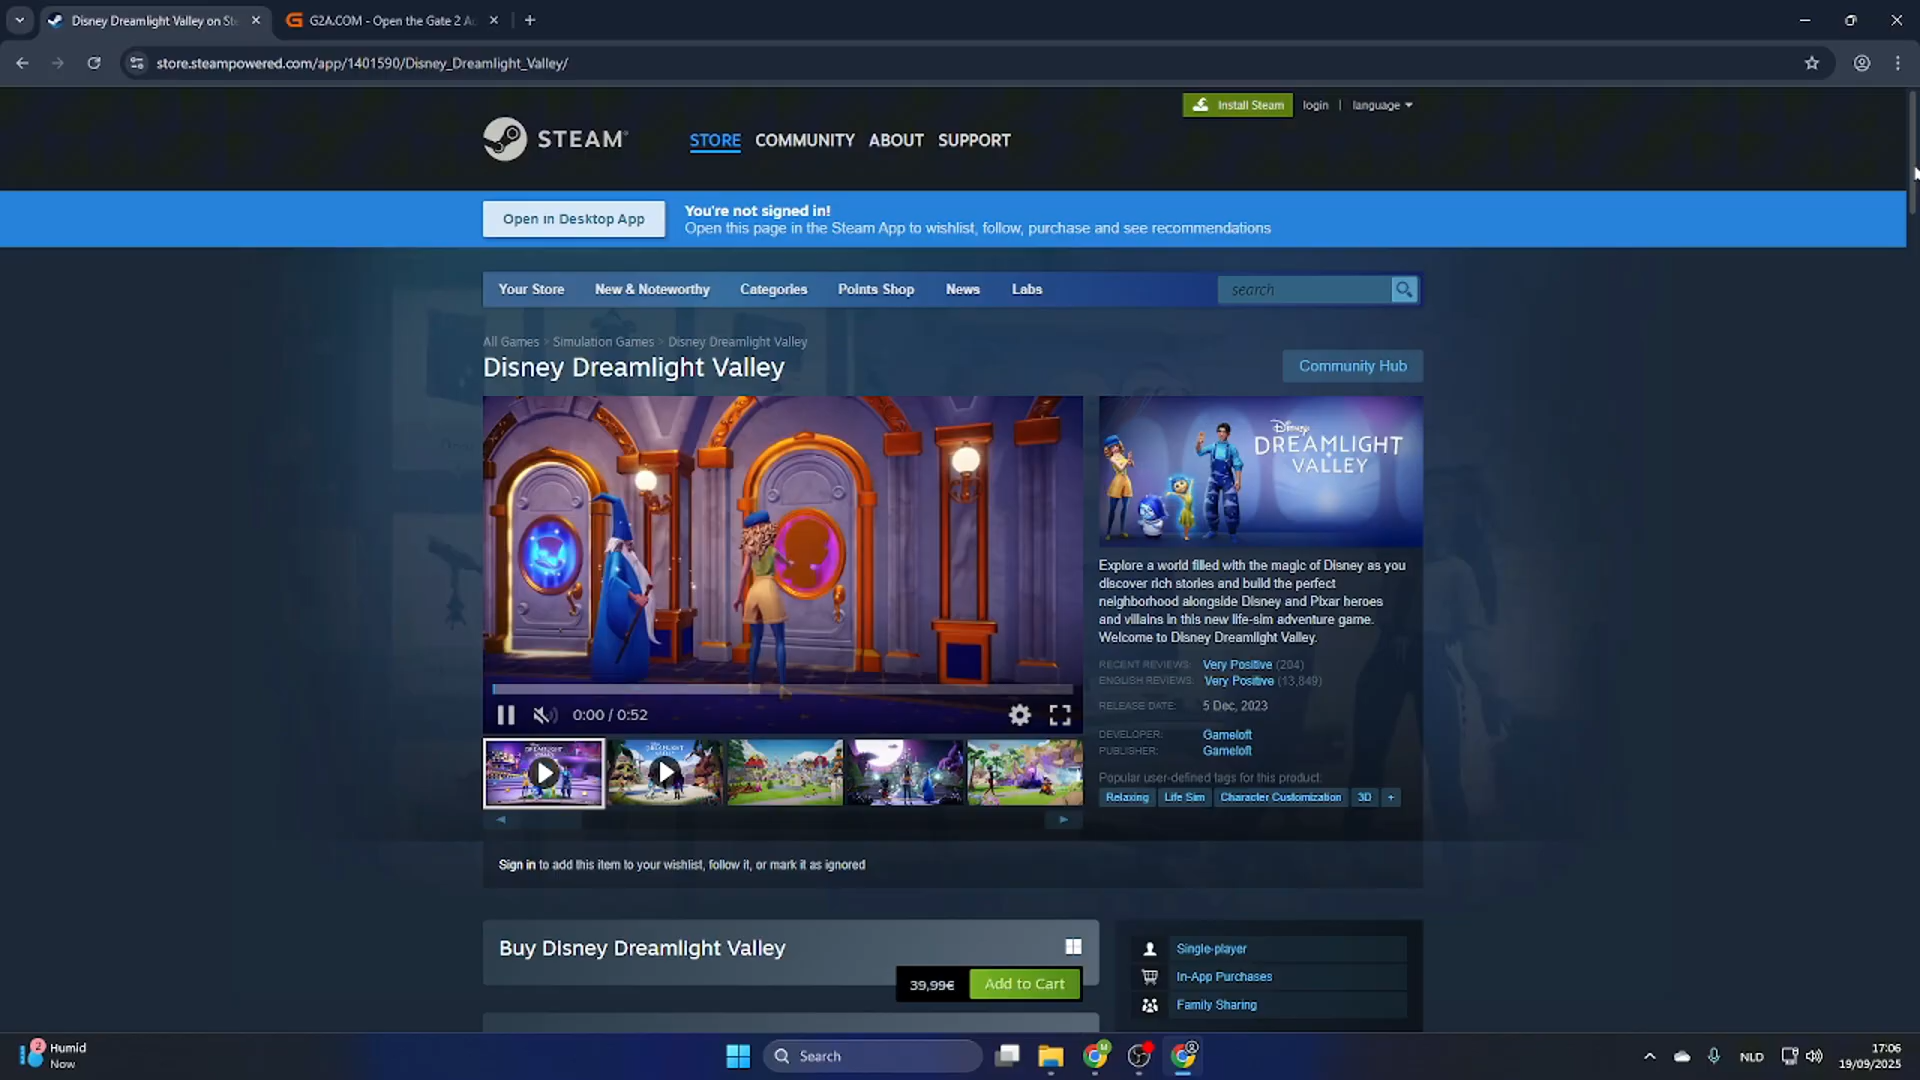 Disney Dreamlight Valley on St
G2A.COM - Open the Gate 2 A
store.steampowered.com/app/1401590/Disney_Dreamlight_Valley/
Install Steam
login
language
STEAM
STORE
COMMUNITY
ABOUT
SUPPORT
Open in Desktop App
You're not signed in!
Open this page in the Steam App to wishlist, follow, purchase and see recommendations
Your Store
New & Noteworthy
Categories
Points Shop
News
Labs
search
All Games > Simulation Games > Disney Dreamlight Valley
Disney Dreamlight Valley
Community Hub
Disney
DREAMLIGHT
VALLEY
Explore a world filled with the magic of Disney as you
discover rich stories and build the perfect
neighborhood alongside Disney and Pixar heroes
and villains in this new life-sim adventure game.
Welcome to Disney Dreamlight Valley.
RECENT REVIEWS: Very Positive (204)
ENGLISH REVIEWS: Very Positive (13,849)
RELEASE DATE: 5 Dec, 2023
DEVELOPER: Gameloft
PUBLISHER: Gameloft
Popular user-defined tags for this product:
Relaxing
Life Sim
Character Customization
3D
+
0:00 / 0:52
Sign in to add this item to your wishlist, follow it, or mark it as ignored
Buy Disney Dreamlight Valley
39,99€
Add to Cart
Single-player
In-App Purchases
Family Sharing
2
Humid
Now
Search
NLD
17:06
19/09/2025